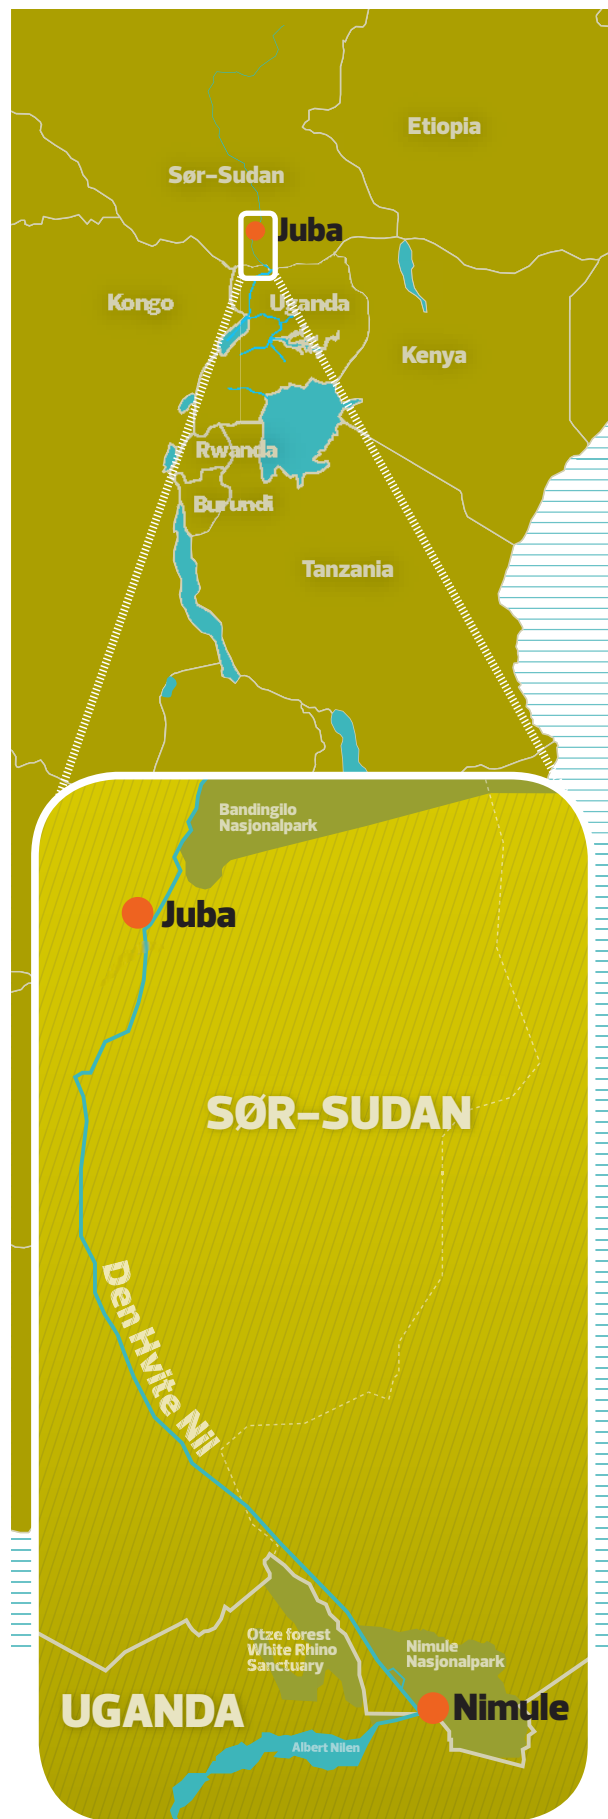 Etiopia
Sør-Sudan
Juba
Kongo
Uganda
Kenya
Rwanda
Burundi
Tanzania
Bandingilo
Nasjonalpark
Juba
SØR-SUDAN
Den Hvite Nil
Otze forest
White Rhino
Sanctuary
Nimule
Nasjonalpark
UGANDA
Nimule
Albert Nilen